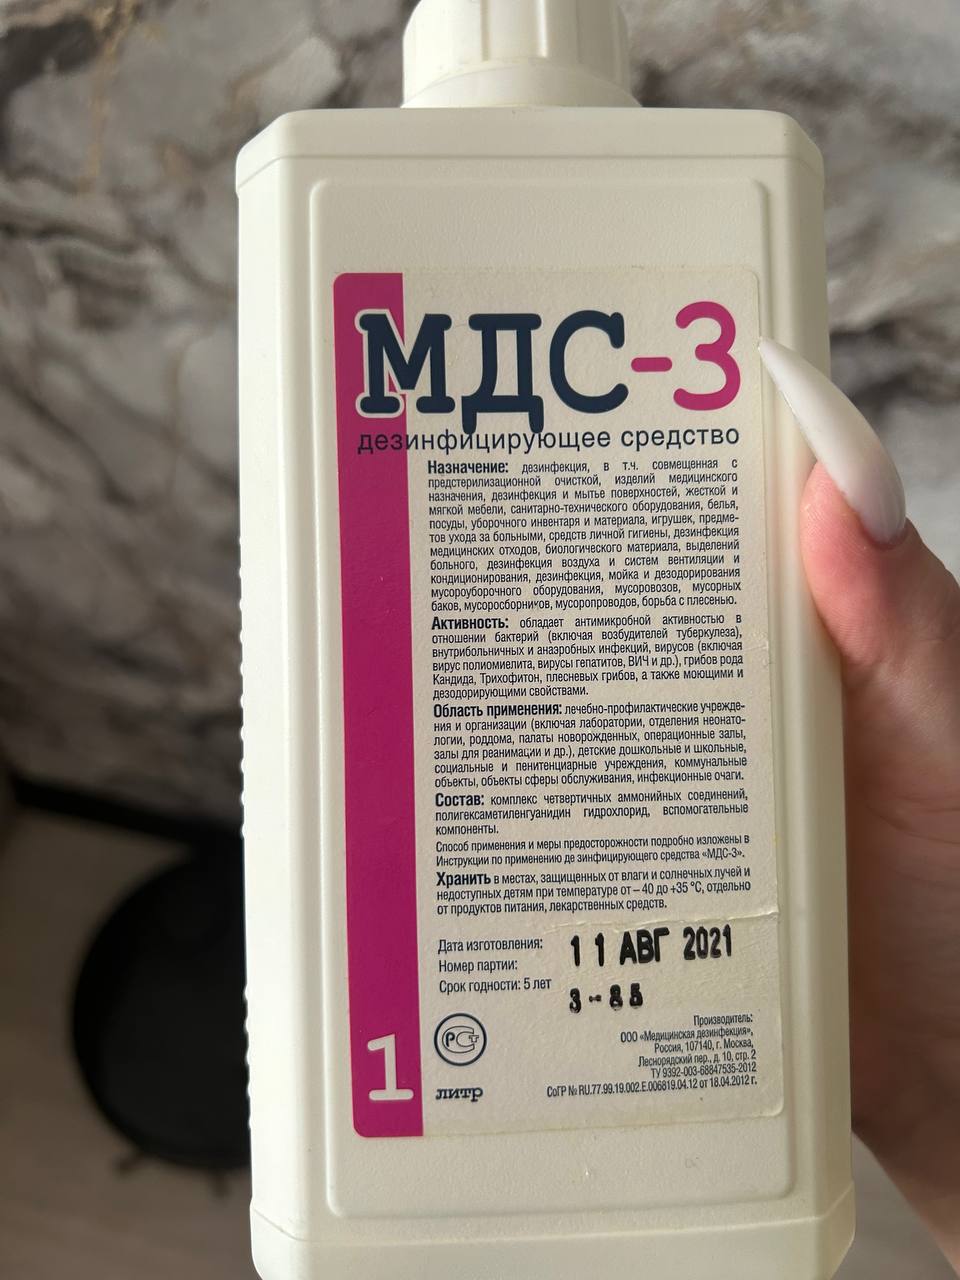 МДС-3
дезинфицирующее средство
Назначение: дезинфекция, в т.ч. совмещенная с
предстерилизационной очисткой, изделий медицинского
назначения, дезинфекция и мытье поверхностей, жесткой и
мягкой мебели, санитарно-технического оборудования, белья,
посуды, уборочного инвентаря и материала, игрушек, предме-
тов ухода за больными, средств личной гигиены, дезинфекция
медицинских отходов, биологического материала, выделений
больного, дезинфекция воздуха и систем вентиляции и
кондиционирования, дезинфекция, мойка и дезодорирования
мусороуборочного оборудования, мусоровозов, мусорных
баков, мусоросборников, мусоропроводов, борьба с плесенью.
Активность: обладает антимикробной активностью в
отношении бактерий (включая возбудителей туберкулеза),
внутрибольничных и анаэробных инфекций, вирусов (включая
вирус полиомиелита, вирусы гепатитов, ВИЧ и др.), грибов рода
Кандида, Трихофитон, плесневых грибов, а также моющими и
дезодорирующими свойствами.
Область применения: лечебно-профилактические учрежде-
ния и организации (включая лаборатории, отделения неонато-
логии, роддома, палаты новорожденных, операционные залы,
залы для реанимации и др.), детские дошкольные и школьные,
социальные и пенитенциарные учреждения, коммунальные
объекты, объекты сферы обслуживания, инфекционные очаги.
Состав: комплекс четвертичных аммонийных соединений,
полигексаметиленгуанидин гидрохлорид, вспомогательные
компоненты.
Способ применения и меры предосторожности подробно изложены в
Инструкции по применению де зинфицирующего средства «МДС-3».
Хранить в местах, защищенных от влаги и солнечных лучей и
недоступных детям при температуре от – 40 до +35 °С, отдельно
от продуктов питания, лекарственных средств.
Дата изготовления: 11 АВГ 2021
Номер партии:
Срок годности: 5 лет 3-85
Производитель:
ООО «Медицинская дезинфекция»,
Россия, 107140, г. Москва,
Леснорядский пер., д. 10, стр. 2
ТУ 9392-003-68847535-2012
СоГР № RU.77.99.19.002.Е.006819.04.12 от 18.04.2012 г.
РСТ
1 литр